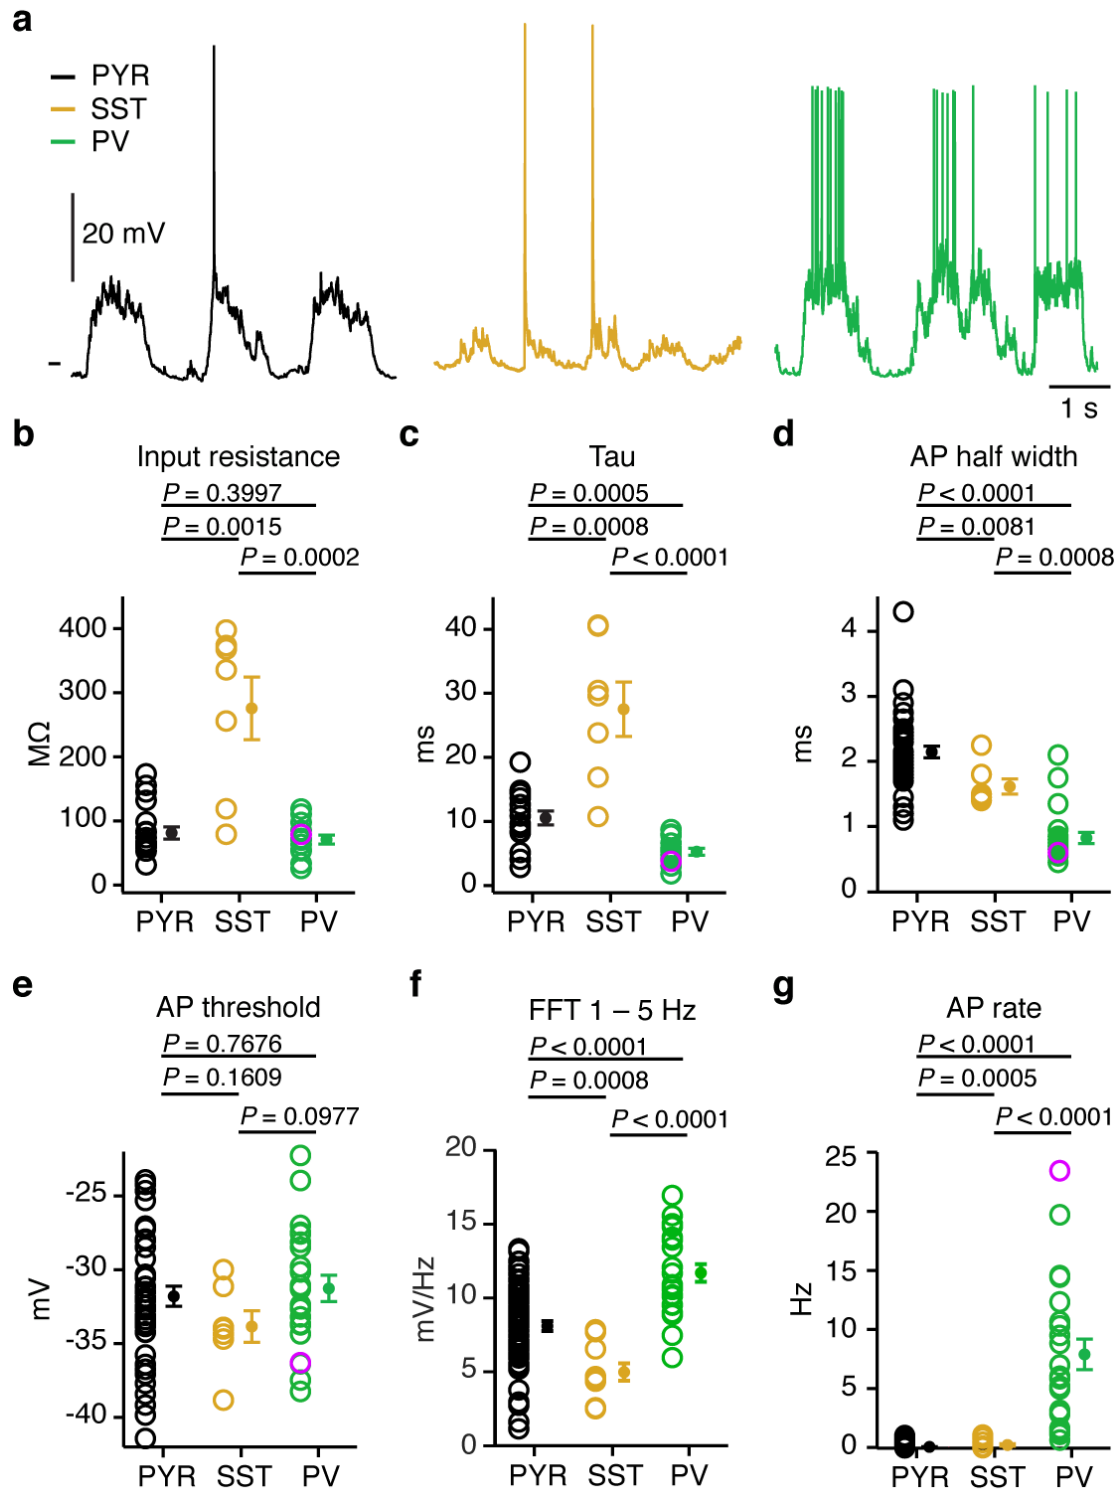 a
PYR
SST
PV
20 mV
1 s
b
Input resistance
P = 0.3997
P = 0.0015
P = 0.0002
MΩ
400
300
200
100
0
PYR SST PV
c
Tau
P = 0.0005
P = 0.0008
P < 0.0001
ms
40
30
20
10
0
PYR SST PV
d
AP half width
P < 0.0001
P = 0.0081
P = 0.0008
ms
4
3
2
1
0
PYR SST PV
e
AP threshold
P = 0.7676
P = 0.1609
P = 0.0977
mV
-25
-30
-35
-40
PYR SST PV
f
FFT 1 – 5 Hz
P < 0.0001
P = 0.0008
P < 0.0001
mV/Hz
20
15
10
5
0
PYR SST PV
g
AP rate
P < 0.0001
P = 0.0005
P < 0.0001
Hz
25
20
15
10
5
0
PYR SST PV